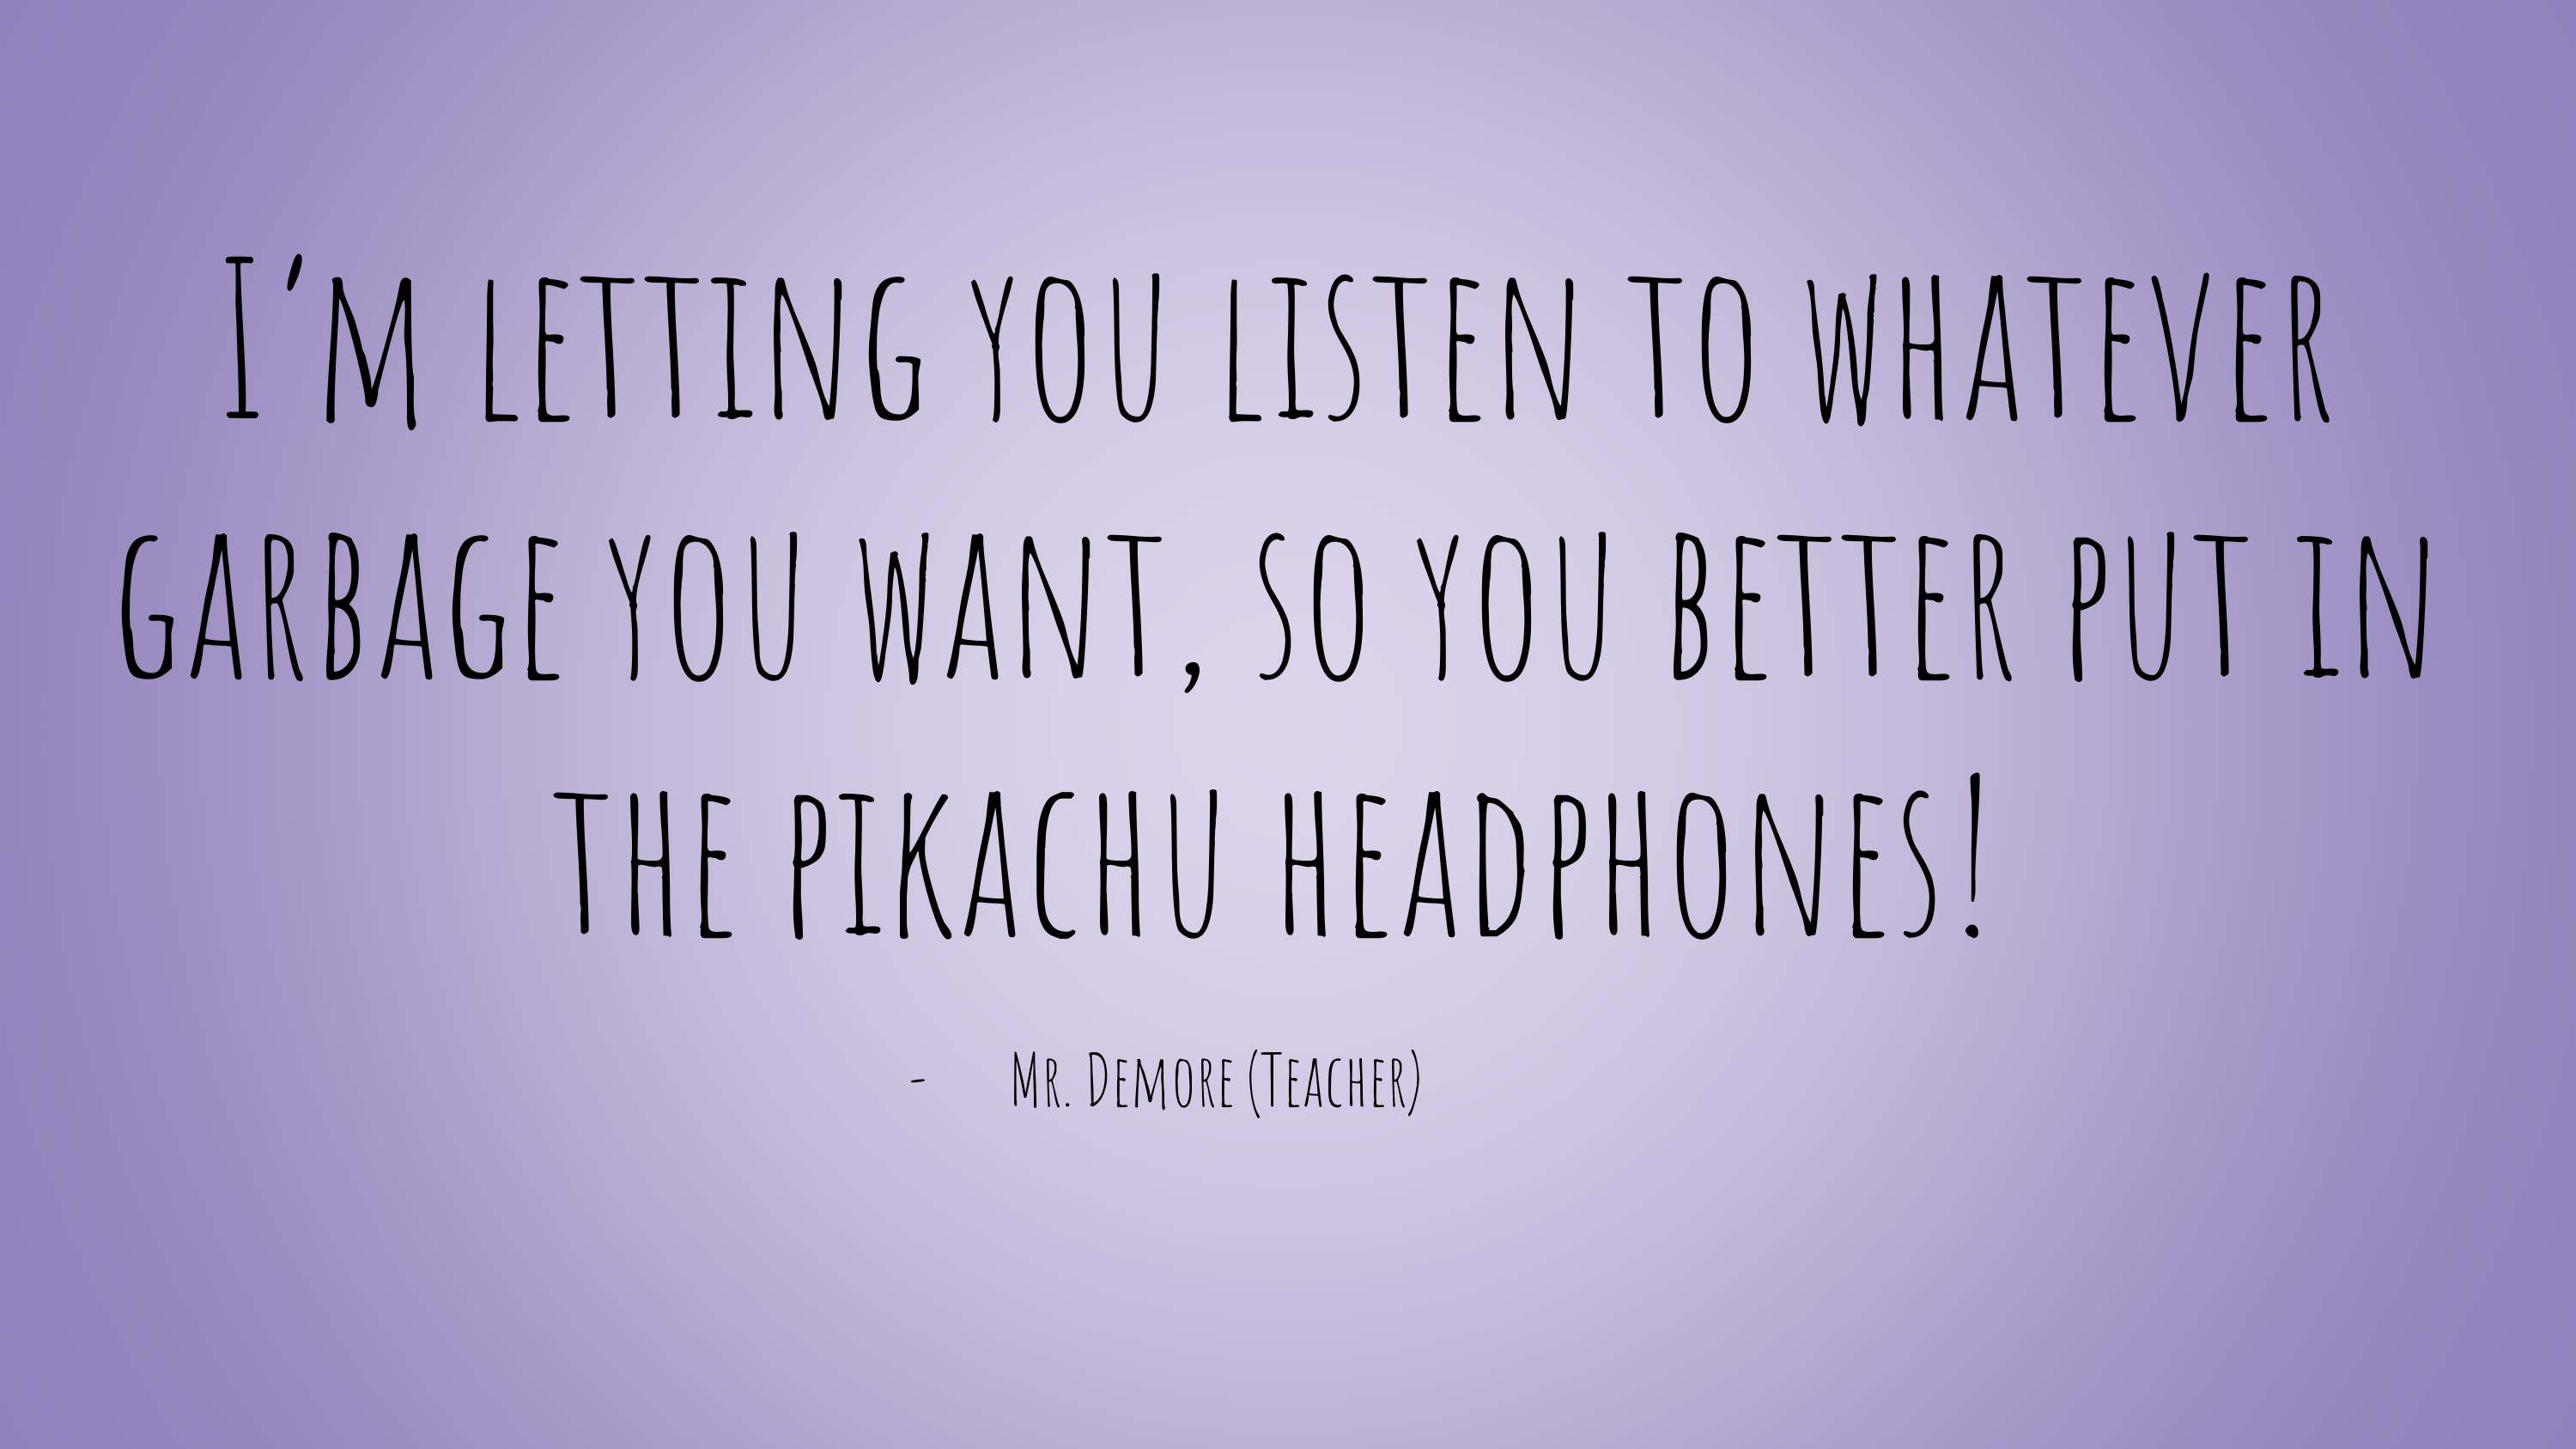 I'm letting you listen to whatever
garbage you want, so you better put in
the Pikachu headphones!
- Mr. Demore (Teacher)